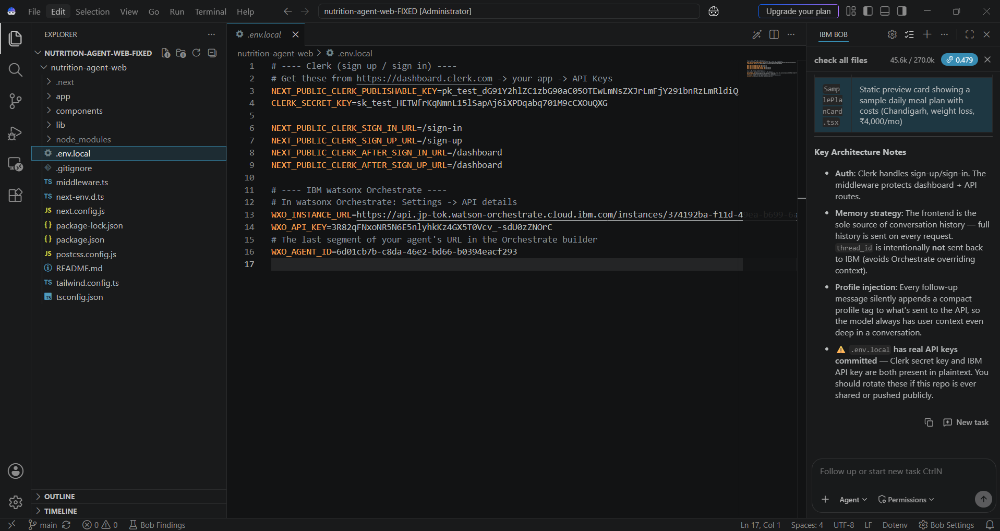 File Edit Selection View Go Run Terminal Help
nutrition-agent-web-FIXED [Administrator]
Upgrade your plan
EXPLORER
NUTRITION-AGENT-WEB-FIXED
nutrition-agent-web
.next
app
components
lib
node_modules
.env.local
.gitignore
TS middleware.ts
TS next-env.d.ts
JS next.config.js
{} package-lock.json
{} package.json
JS postcss.config.js
README.md
TS tailwind.config.ts
TS tsconfig.json
OUTLINE
TIMELINE
.env.local
nutrition-agent-web > .env.local
1 # ---- Clerk (sign up / sign in) ----
2 # Get these from https://dashboard.clerk.com -> your app -> API Keys
3 NEXT_PUBLIC_CLERK_PUBLISHABLE_KEY=pk_test_dG91Y2hlZC1zbG90aC05OTEwLmNsZXJrLmFjY291bnRzLmRldiQ
4 CLERK_SECRET_KEY=sk_test_HETWfrKqNmnL15lSapAj6iXPDqabq701M9cCXOuQXG
5
6 NEXT_PUBLIC_CLERK_SIGN_IN_URL=/sign-in
7 NEXT_PUBLIC_CLERK_SIGN_UP_URL=/sign-up
8 NEXT_PUBLIC_CLERK_AFTER_SIGN_IN_URL=/dashboard
9 NEXT_PUBLIC_CLERK_AFTER_SIGN_UP_URL=/dashboard
10
11 # ---- IBM watsonx Orchestrate ----
12 # In watsonx Orchestrate: Settings -> API details
13 WXO_INSTANCE_URL=https://api.jp-tok.watson-orchestrate.cloud.ibm.com/instances/374192ba-f11d-49ea-b699-6
14 WXO_API_KEY=3R82qFNxoNR5N6E5nlyhkKz4GX5T0Vcv_-sdU0zZNOrC
15 # The last segment of your agent's URL in the Orchestrate builder
16 WXO_AGENT_ID=6d01cb7b-c8da-46e2-bd66-b0394eacf293
17
IBM BOB
check all files 45.6k / 270.0k 0.479
Samp
lePla
nCard
.tsx
Static preview card showing a
sample daily meal plan with
costs (Chandigarh, weight loss,
₹4,000/mo)
Key Architecture Notes
• Auth: Clerk handles sign-up/sign-in. The
middleware protects dashboard + API
routes.
• Memory strategy: The frontend is the
sole source of conversation history — full
history is sent on every request.
thread_id is intentionally not sent back
to IBM (avoids Orchestrate overriding
context).
• Profile injection: Every follow-up
message silently appends a compact
profile tag to what's sent to the API, so
the model always has user context even
deep in a conversation.
• ⚠ .env.local has real API keys
committed — Clerk secret key and IBM
API key are both present in plaintext. You
should rotate these if this repo is ever
shared or pushed publicly.
New task
Follow up or start new task CtrlN
Agent Permissions
main 0 0 Bob Findings
Ln 17, Col 1 Spaces: 4 UTF-8 LF Dotenv Bob Settings